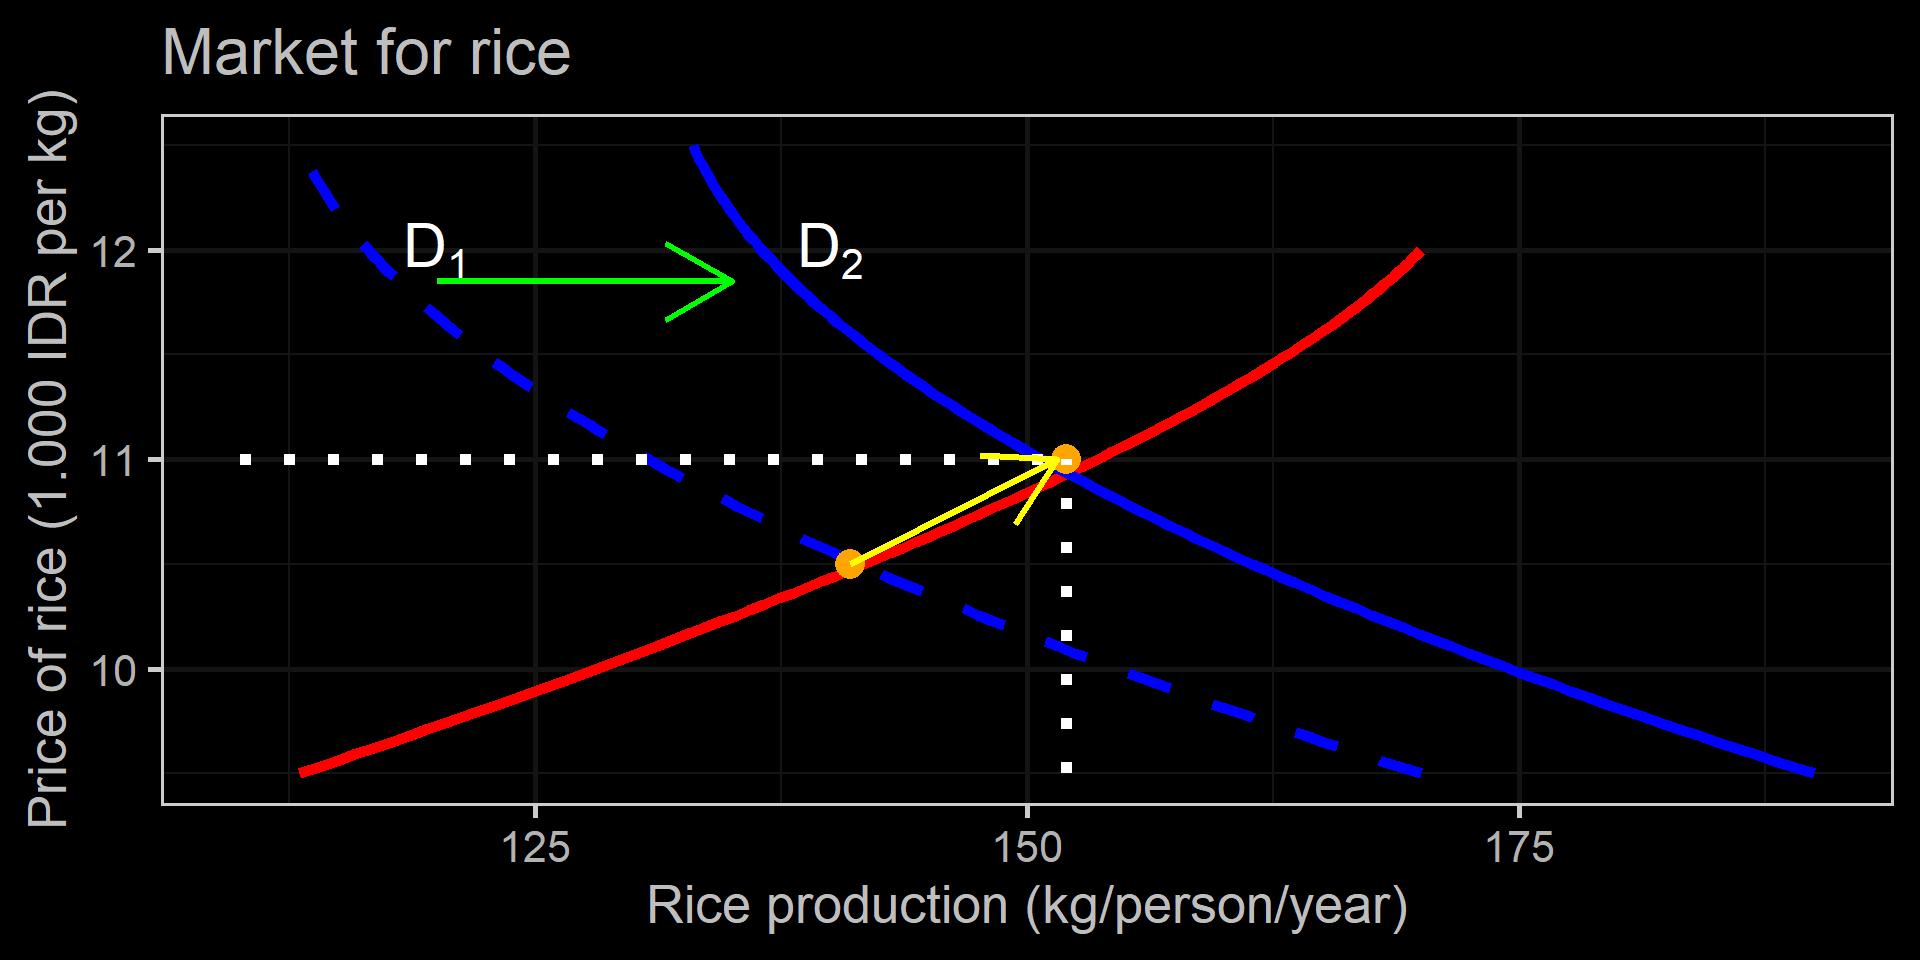 Market for rice
Price of rice (1.000 IDR per kg)
12
11
10
D1
D2
125
150
175
Rice production (kg/person/year)